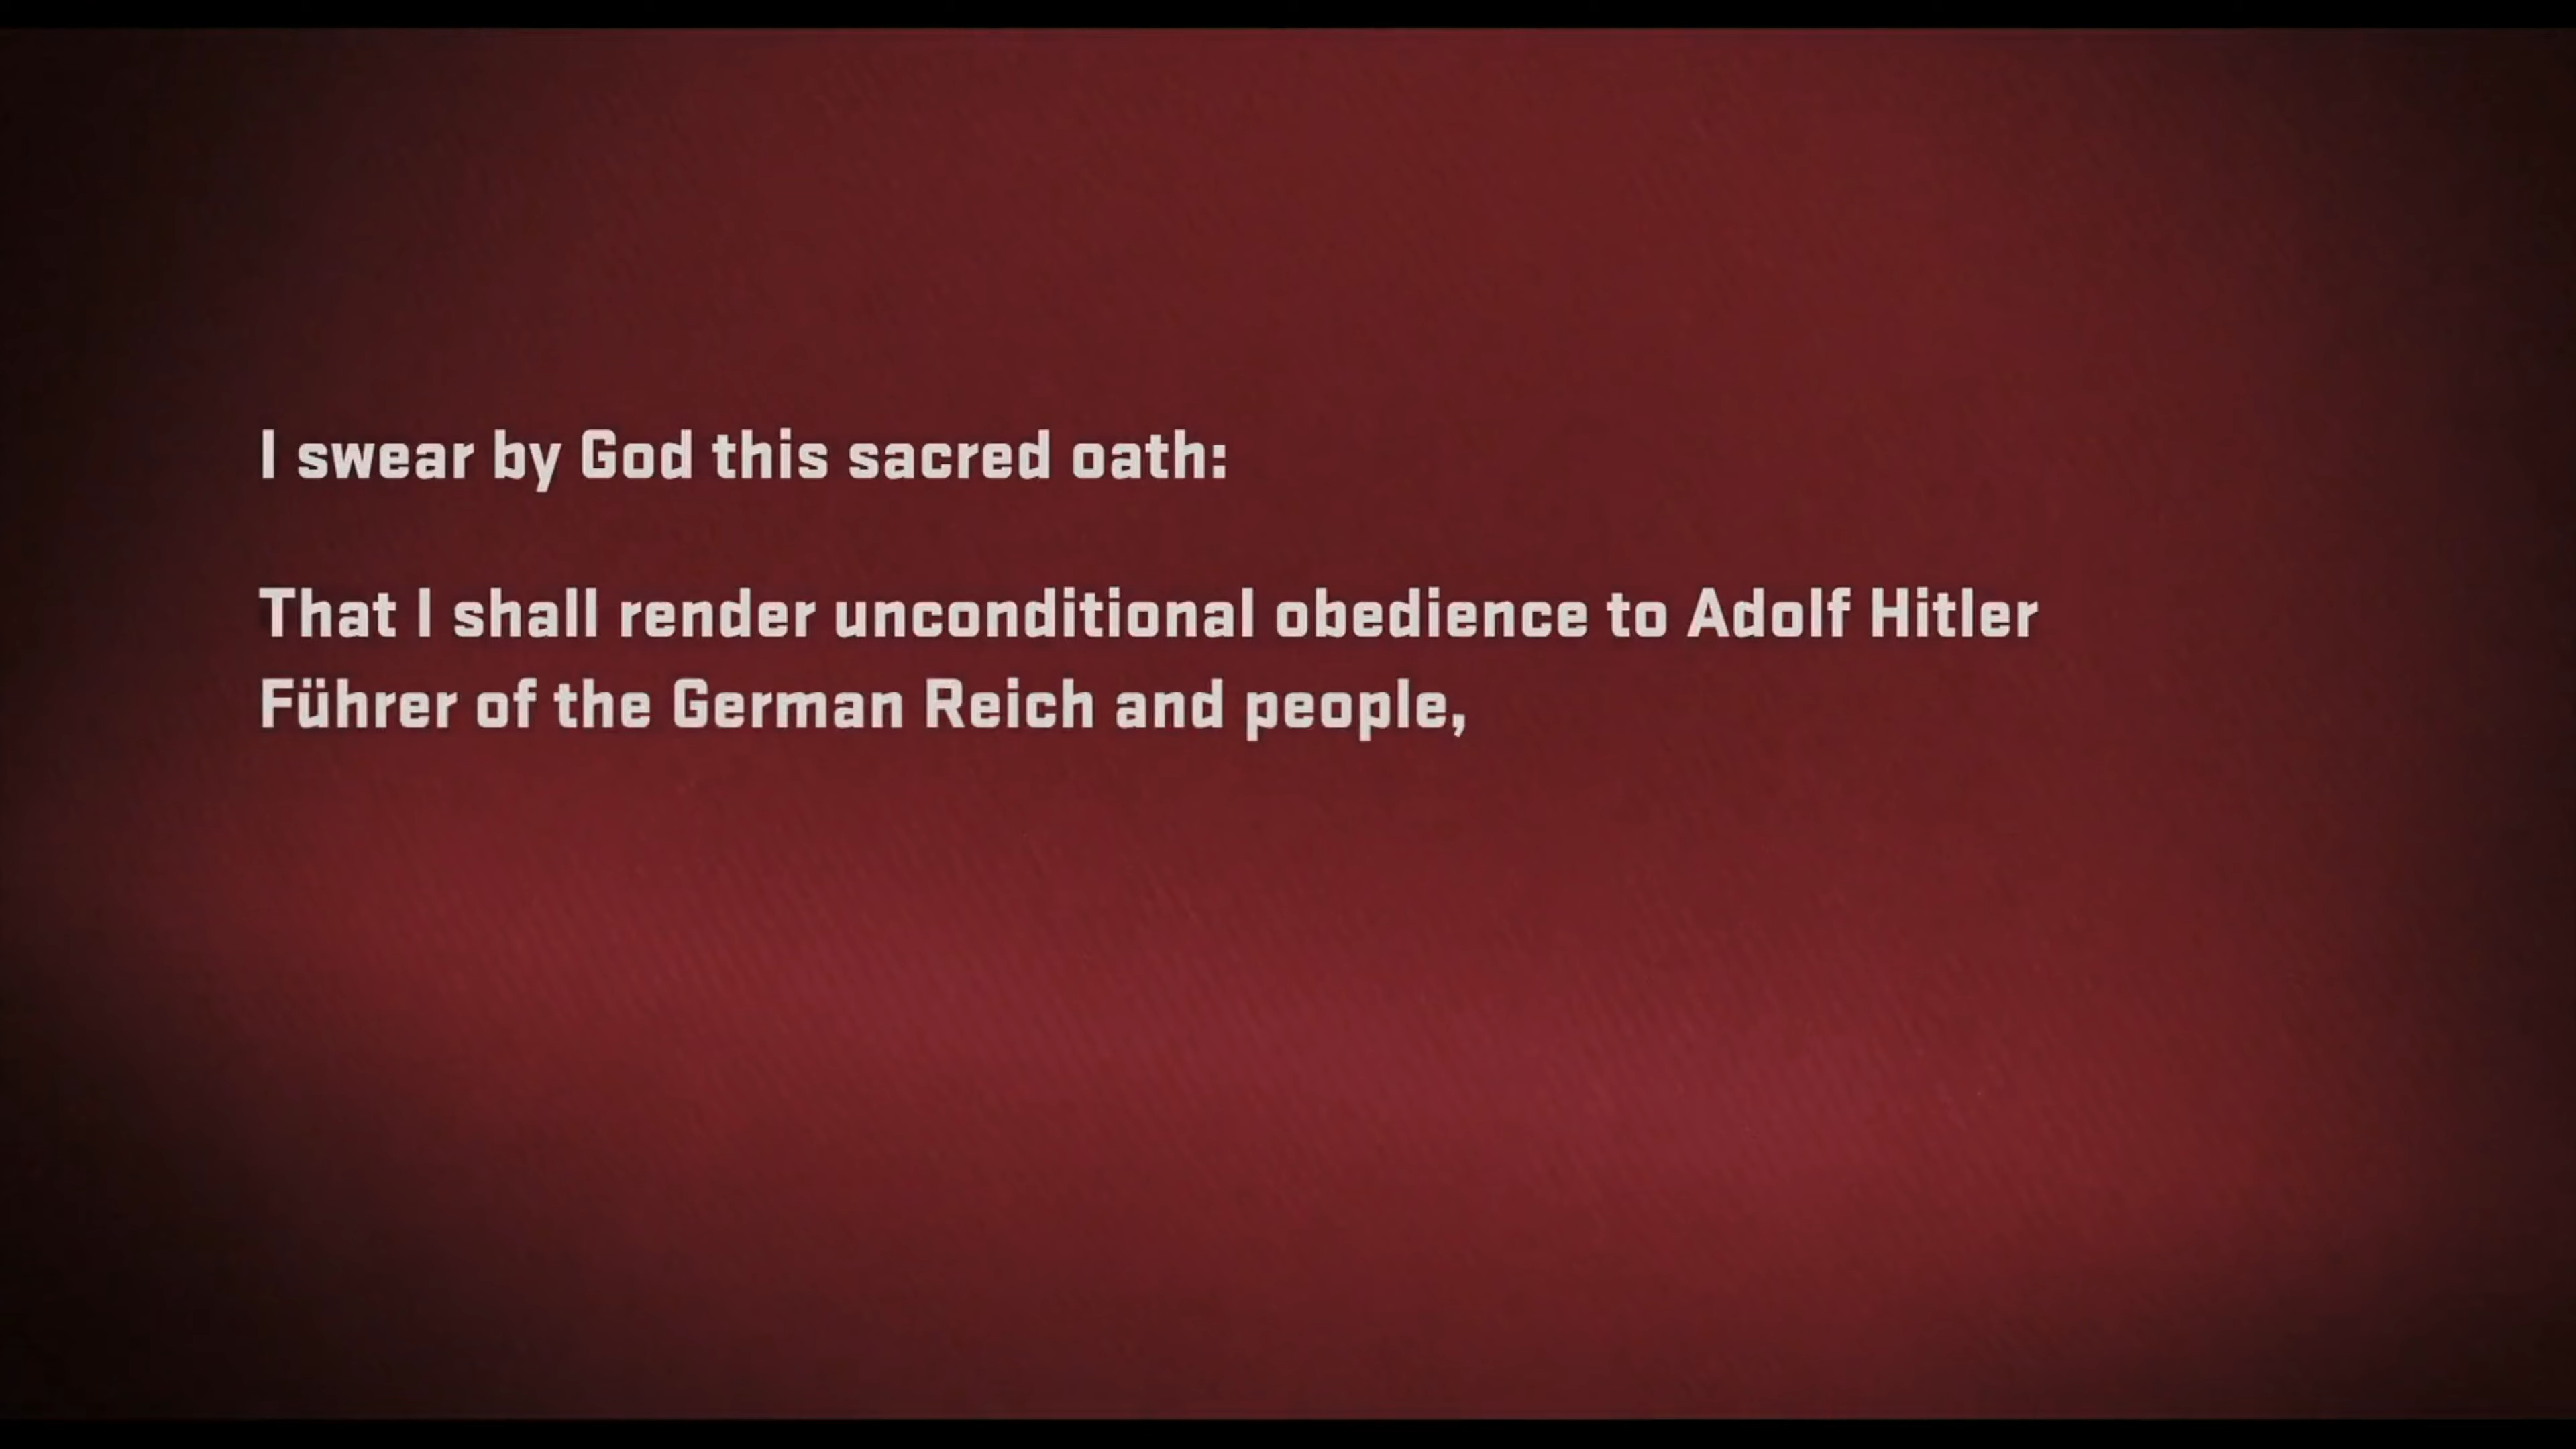 I swear by God this sacred oath:
That I shall render unconditional obedience to Adolf Hitler
Führer of the German Reich and people,